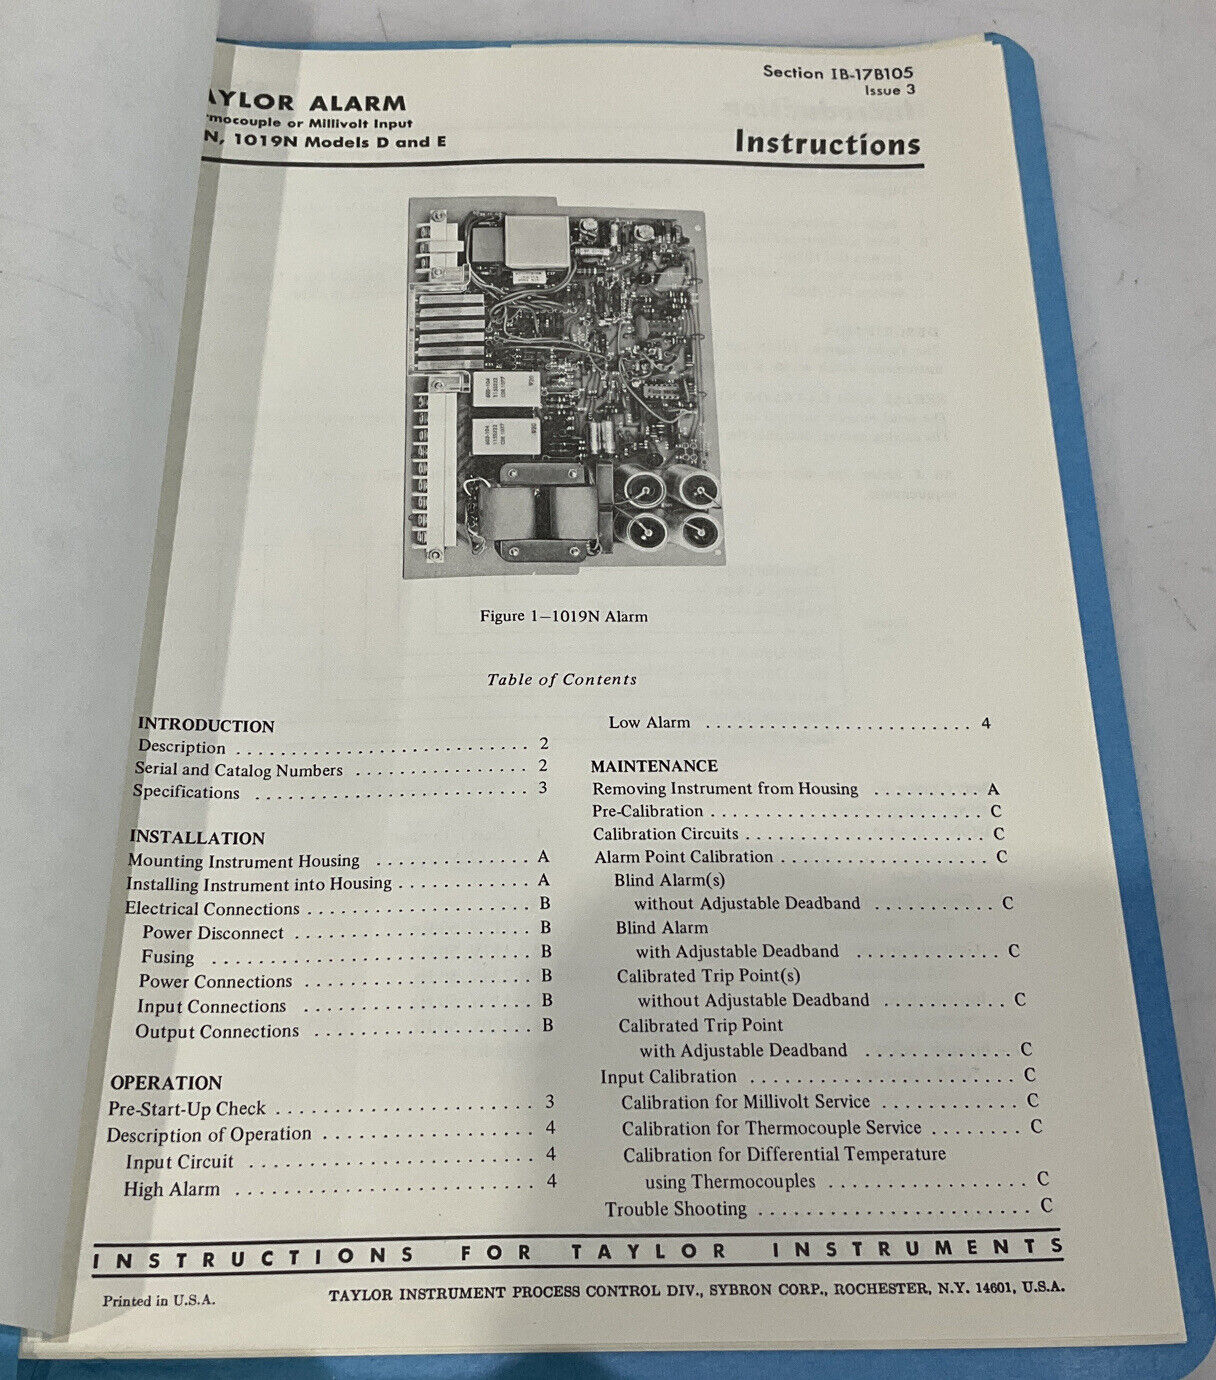 Section IB-17B105
Issue 3
AYLOR ALARM
mocouple or Millivolt Input
N, 1019N Models D and E
Instructions
Figure 1—1019N Alarm
Table of Contents
INTRODUCTION
Description . . . . . . . . . . . . . . . . . . . . . . . . . . 2
Serial and Catalog Numbers . . . . . . . . . . . . . . . . 2
Specifications . . . . . . . . . . . . . . . . . . . . . . . . . 3
INSTALLATION
Mounting Instrument Housing . . . . . . . . . . . . . . A
Installing Instrument into Housing . . . . . . . . . . . . A
Electrical Connections . . . . . . . . . . . . . . . . . . . . B
Power Disconnect . . . . . . . . . . . . . . . . . . . . . B
Fusing . . . . . . . . . . . . . . . . . . . . . . . . . . . . B
Power Connections . . . . . . . . . . . . . . . . . . . . B
Input Connections . . . . . . . . . . . . . . . . . . . . B
Output Connections . . . . . . . . . . . . . . . . . . . B
OPERATION
Pre-Start-Up Check . . . . . . . . . . . . . . . . . . . . . . . 3
Description of Operation . . . . . . . . . . . . . . . . . . . 4
Input Circuit . . . . . . . . . . . . . . . . . . . . . . . . . 4
High Alarm . . . . . . . . . . . . . . . . . . . . . . . . . . 4
Low Alarm . . . . . . . . . . . . . . . . . . . . . . . . 4
MAINTENANCE
Removing Instrument from Housing . . . . . . . . . . A
Pre-Calibration . . . . . . . . . . . . . . . . . . . . . . . . C
Calibration Circuits . . . . . . . . . . . . . . . . . . . . . . C
Alarm Point Calibration . . . . . . . . . . . . . . . . . . . C
Blind Alarm(s)
without Adjustable Deadband . . . . . . . . . . . C
Blind Alarm
with Adjustable Deadband . . . . . . . . . . . . . C
Calibrated Trip Point(s)
without Adjustable Deadband . . . . . . . . . . . C
Calibrated Trip Point
with Adjustable Deadband . . . . . . . . . . . . . C
Input Calibration . . . . . . . . . . . . . . . . . . . . . . . . C
Calibration for Millivolt Service . . . . . . . . . . . . C
Calibration for Thermocouple Service . . . . . . . . C
Calibration for Differential Temperature
using Thermocouples . . . . . . . . . . . . . . . . . . C
Trouble Shooting . . . . . . . . . . . . . . . . . . . . . . . . C
INSTRUCTIONS FOR TAYLOR INSTRUMENTS
Printed in U.S.A.
TAYLOR INSTRUMENT PROCESS CONTROL DIV., SYBRON CORP., ROCHESTER, N.Y. 14601, U.S.A.